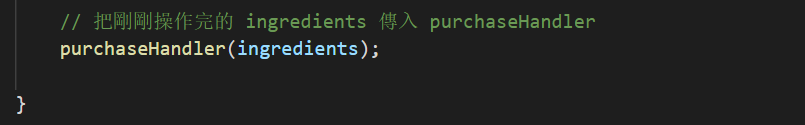 // 把剛剛操作完的 ingredients 傳入 purchaseHandler
purchaseHandler(ingredients);
}